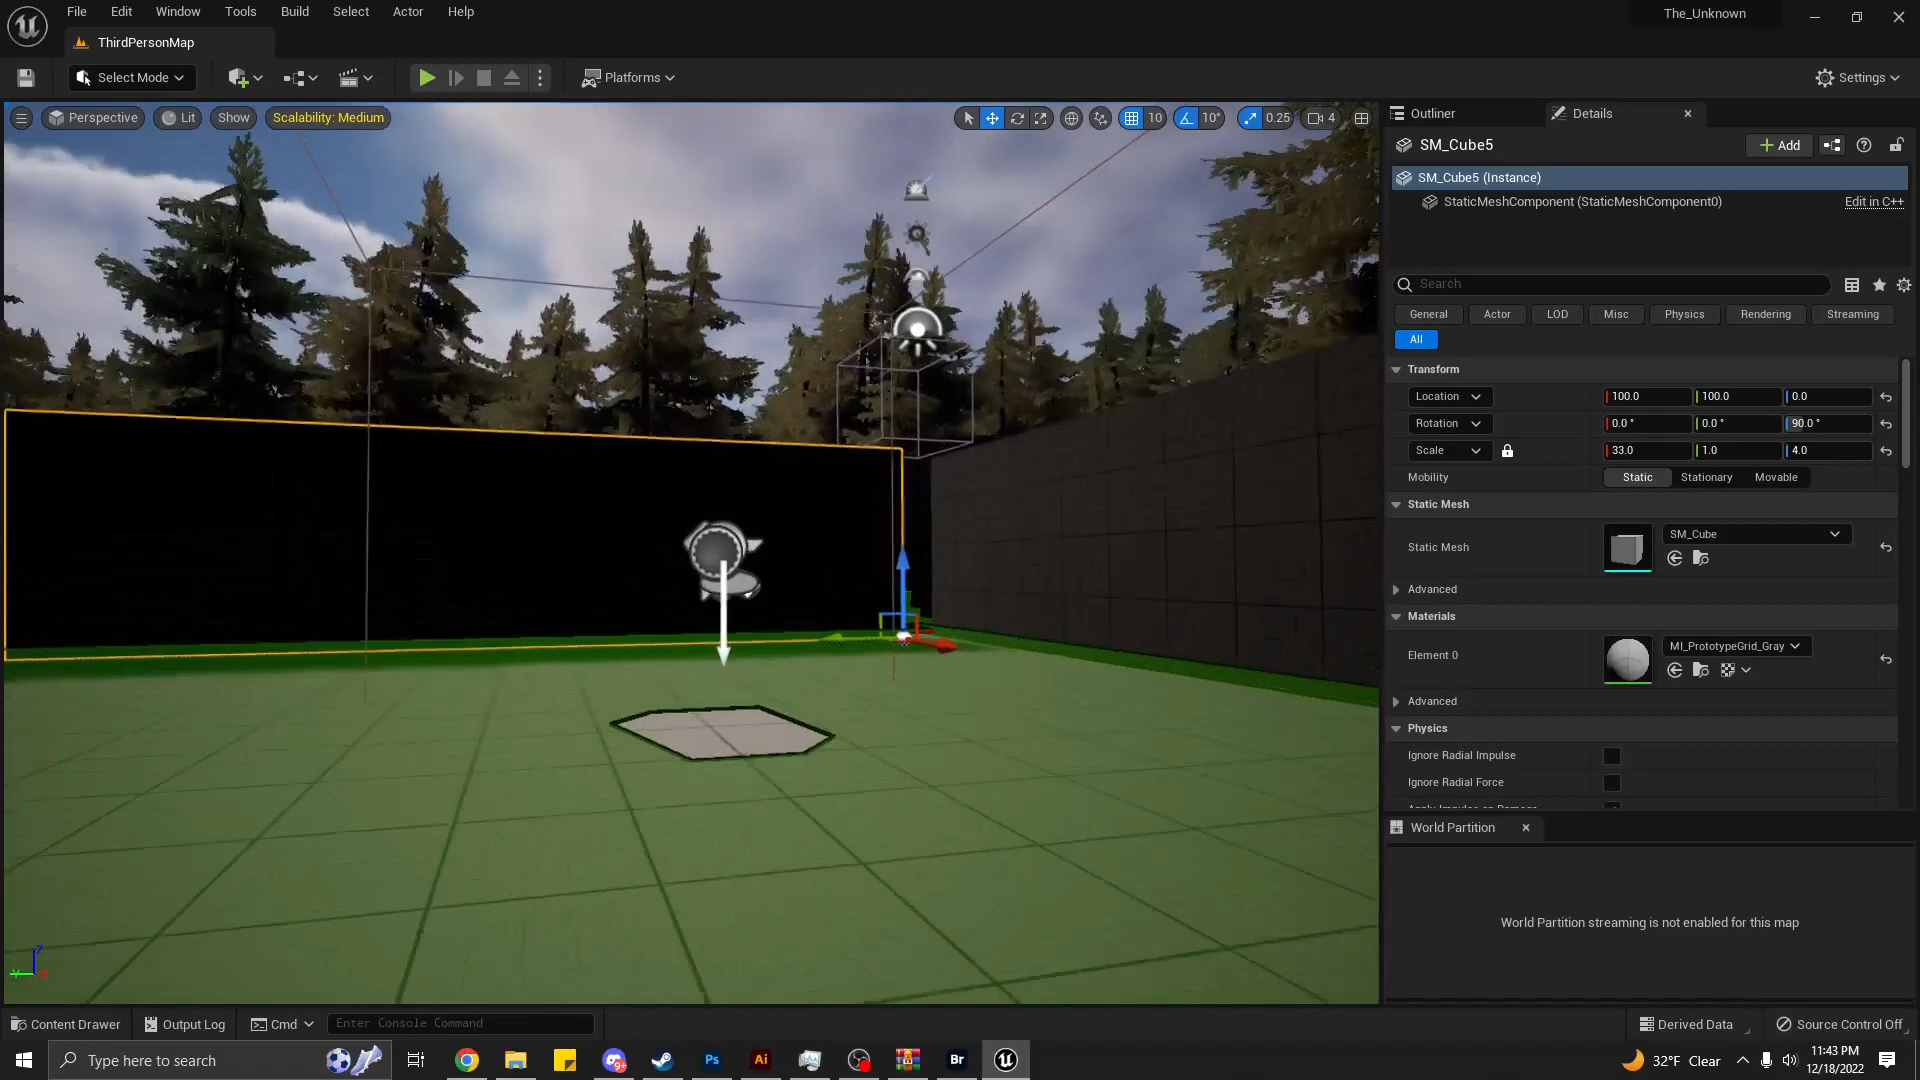 File Edit Window Tools Build Select Actor Help
The_Unknown
ThirdPersonMap
Select Mode
Platforms
Settings
Perspective Lit Show Scalability: Medium
10 10° 0.25 4
Outliner Details
SM_Cube5
Add
SM_Cube5 (Instance)
StaticMeshComponent (StaticMeshComponent0) Edit in C++
Search
General Actor LOD Misc Physics Rendering Streaming
All
Transform
Location 100.0 100.0 0.0
Rotation 0.0 ° 0.0 ° 90.0 °
Scale 33.0 1.0 4.0
Mobility Static Stationary Movable
Static Mesh
Static Mesh SM_Cube
Advanced
Materials
Element 0 MI_PrototypeGrid_Gray
Advanced
Physics
Ignore Radial Impulse
Ignore Radial Force
Apply Impulse on Damage
World Partition
World Partition streaming is not enabled for this map
Z
Y X
Content Drawer Output Log Cmd Enter Console Command
Derived Data Source Control Off
Type here to search
9+
Ps Ai Br
32°F Clear
11:43 PM
12/18/2022